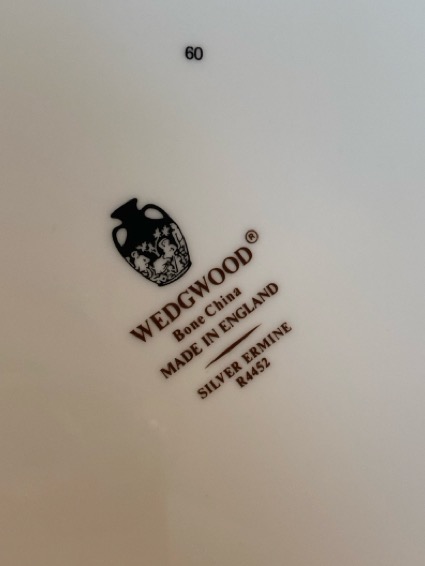 60
WEDGWOOD®
Bone China
MADE IN ENGLAND
SILVER ERMINE
R4452